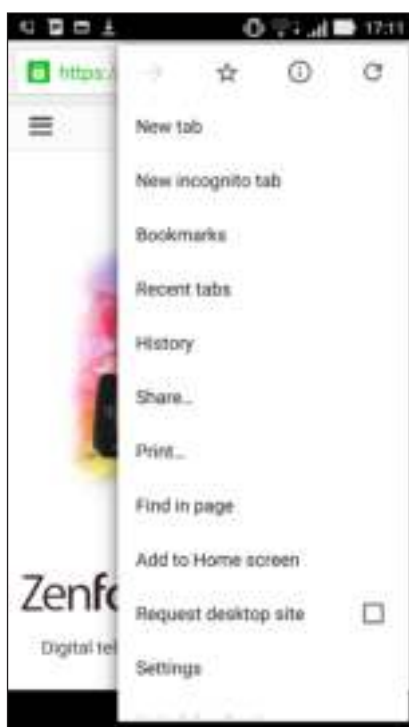 17:11
https:/
New tab
New incognito tab
Bookmarks
Recent tabs
History
Share...
Print...
Find in page
Add to Home screen
Zenfo
Request desktop site
Digital tel
Settings